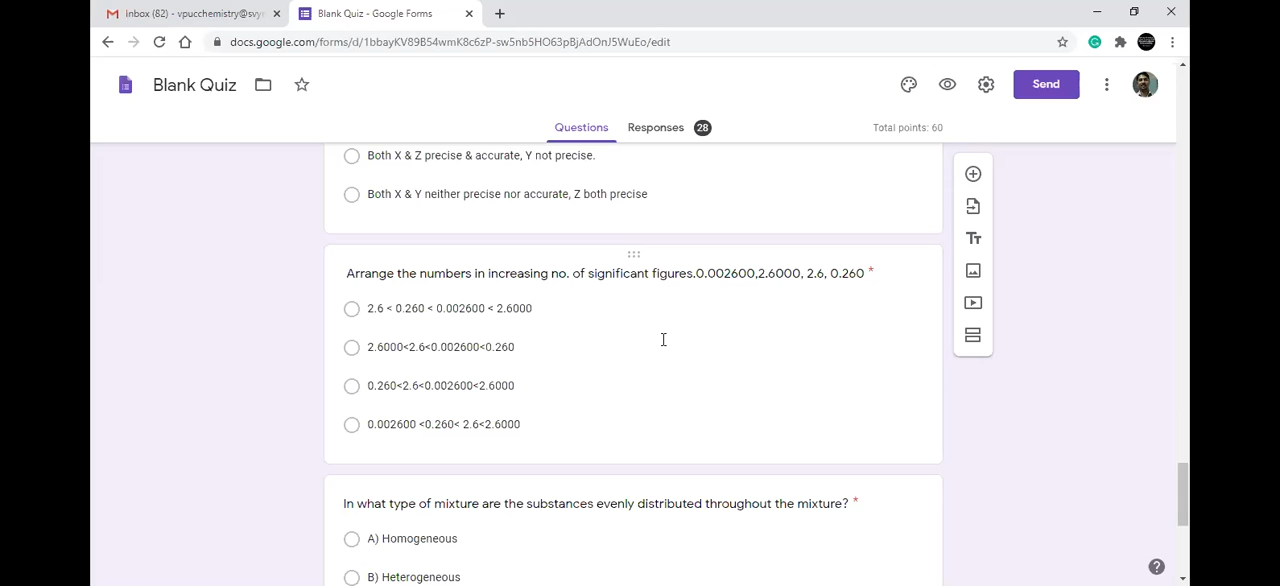 Inbox (82) - vpucchemistry@svy
Blank Quiz - Google Forms
docs.google.com/forms/d/1bbayKV89B54wmK8c6zP-sw5nb5HO63pBjAdOnJ5WuEo/edit
Blank Quiz
Send
Questions
Responses 28
Total points: 60
Both X & Z precise & accurate, Y not precise.
Both X & Y neither precise nor accurate, Z both precise
Arrange the numbers in increasing no. of significant figures.0.002600,2.6000, 2.6, 0.260 *
2.6 < 0.260 < 0.002600 < 2.6000
2.6000<2.6<0.002600<0.260
0.260<2.6<0.002600<2.6000
0.002600 <0.260< 2.6<2.6000
In what type of mixture are the substances evenly distributed throughout the mixture? *
A) Homogeneous
B) Heterogeneous